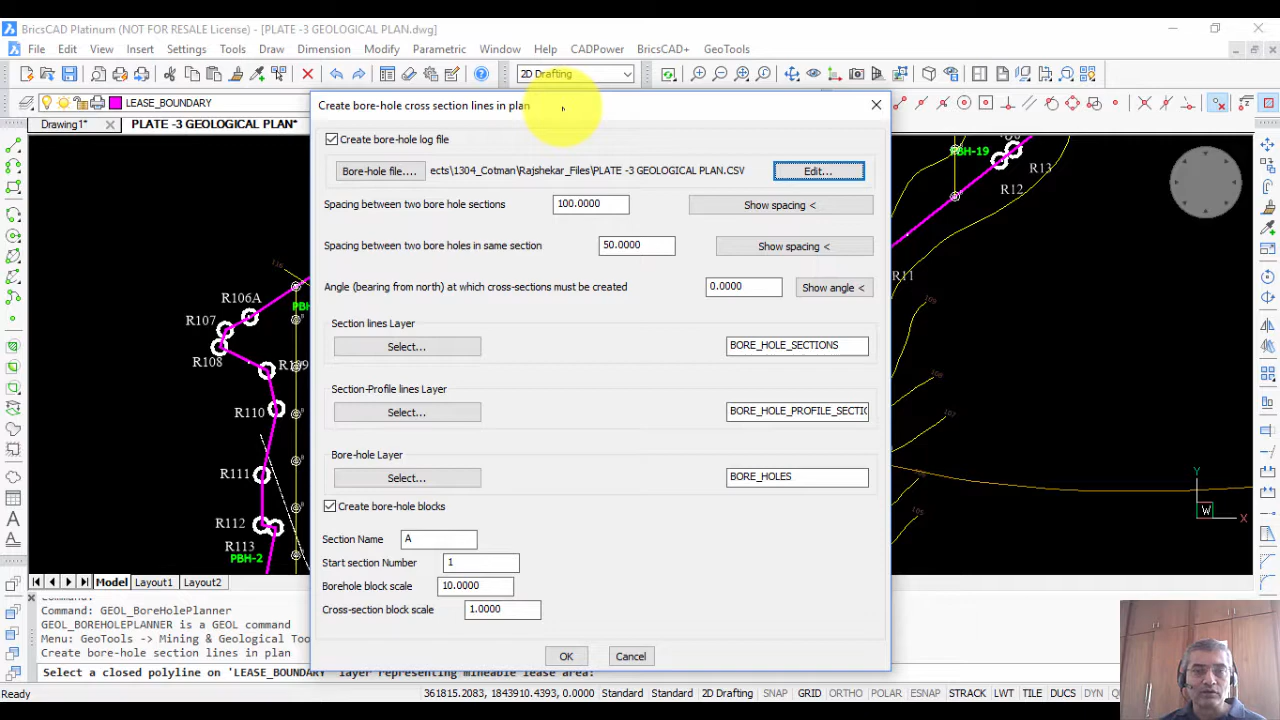 BricsCAD Platinum (NOT FOR RESALE License) - [PLATE -3 GEOLOGICAL PLAN.dwg]
File Edit View Insert Settings Tools Draw Dimension Modify Parametric Window Help CADPower BricsCAD+ GeoTools
2D Drafting
LEASE_BOUNDARY
Drawing1*
PLATE -3 GEOLOGICAL PLAN*
Create bore-hole cross section lines in plan
Create bore-hole log file
Bore-hole file.... ects\1304_Cotman\Rajshekar_Files\PLATE -3 GEOLOGICAL PLAN.CSV Edit...
Spacing between two bore hole sections 100.0000 Show spacing <
Spacing between two bore holes in same section 50.0000 Show spacing <
Angle (bearing from north) at which cross-sections must be created 0.0000 Show angle <
Section lines Layer
Select... BORE_HOLE_SECTIONS
Section-Profile lines Layer
Select... BORE_HOLE_PROFILE_SECTIC
Bore-hole Layer
Select... BORE_HOLES
Create bore-hole blocks
Section Name A
Start section Number 1
Borehole block scale 10.0000
Cross-section block scale 1.0000
OK Cancel
116
R106A
R107
R108
R109
R110
R111
R112
R113
PBH-2
PBH-19
R13
R12
R11
109
108
107
Y
W X
Model Layout1 Layout2
Command: GEOL_BoreHolePlanner
GEOL_BOREHOLEPLANNER is a GEOL command
Menu: GeoTools -> Mining & Geological Too
Create bore-hole section lines in plan
Select a closed polyline on 'LEASE_BOUNDARY' layer representing mineable lease area:
Ready 361815.2083, 1843910.4393, 0.0000 Standard Standard 2D Drafting SNAP GRID ORTHO POLAR ESNAP STRACK LWT TILE DUCS DYN